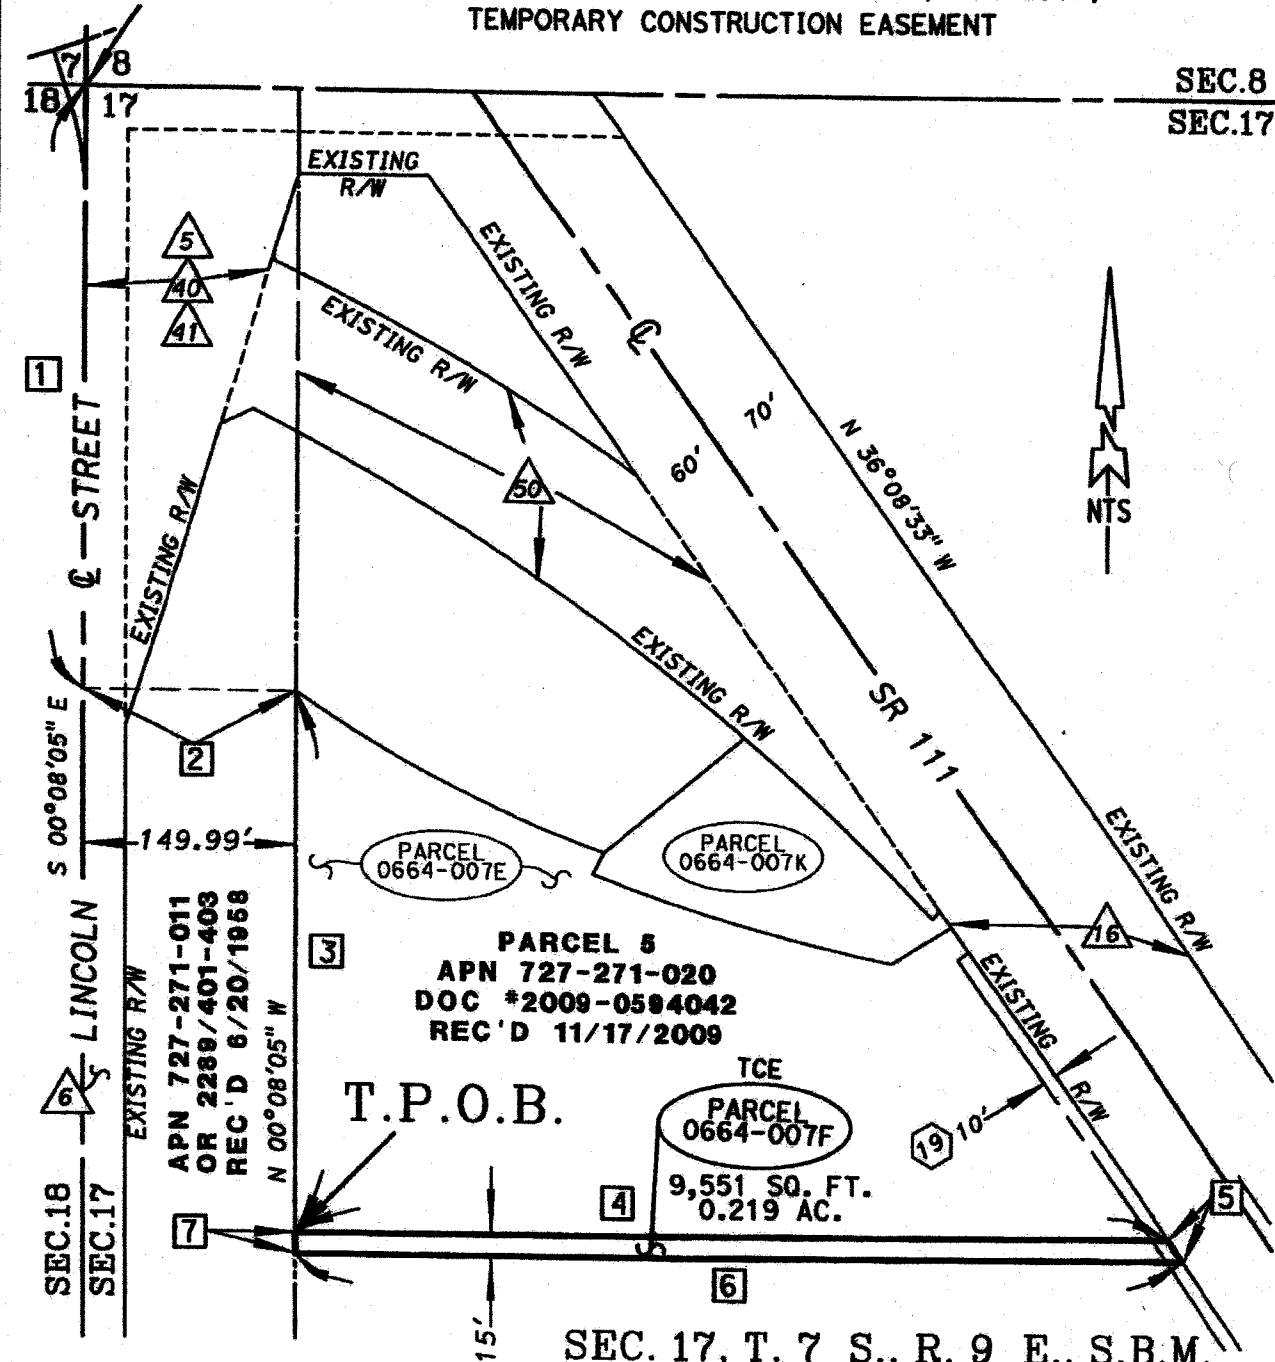 TEMPORARY CONSTRUCTION EASEMENT
7 8
18 17
SEC.8
SEC.17
EXISTING
R/W
5
40
41
EXISTING R/W
EXISTING R/W
℄
70'
60'
N 36°08'33" W
NTS
1
50
℄ STREET
EXISTING R/W
EXISTING R/W
SR 111
S 00°08'05" E
2
149.99'
PARCEL
0664-007E
PARCEL
0664-007K
EXISTING R/W
16
LINCOLN
EXISTING R/W
APN 727-271-011
OR 2289/401-403
REC'D 6/20/1958
N 00°08'05" W
3
PARCEL 5
APN 727-271-020
DOC #2009-0594042
REC'D 11/17/2009
EXISTING R/W
6
T.P.O.B.
TCE
PARCEL
0664-007F
19 10'
9,551 SQ. FT.
0.219 AC.
4
5
SEC.18
SEC.17
7
6
15'
SEC. 17, T. 7 S., R. 9 E., S.B.M.